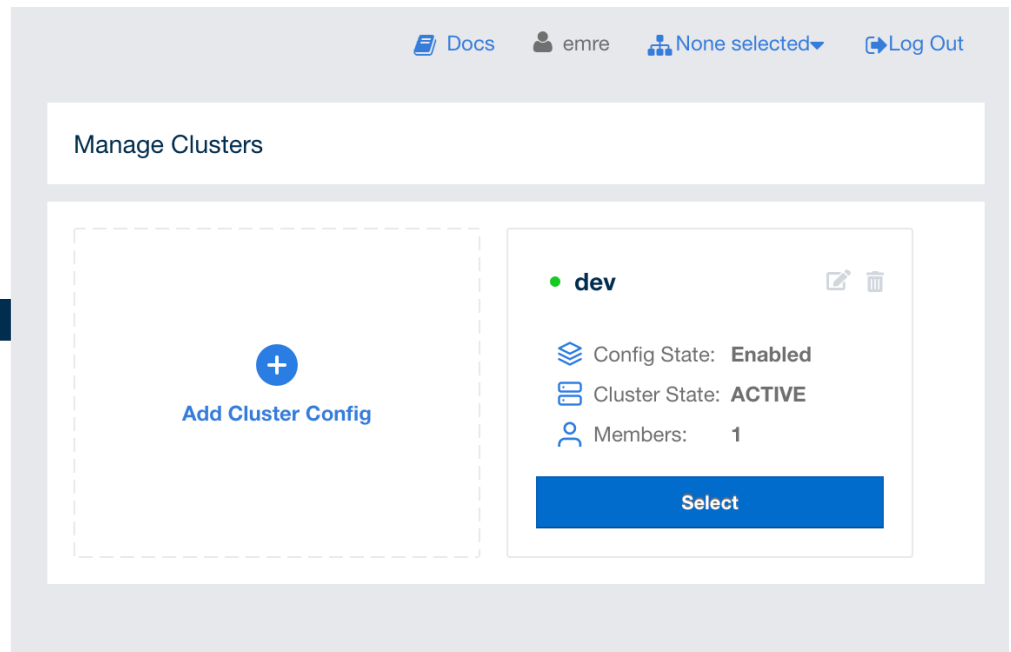 Docs emre None selected Log Out
Manage Clusters
Add Cluster Config
dev
Config State: Enabled
Cluster State: ACTIVE
Members: 1
Select